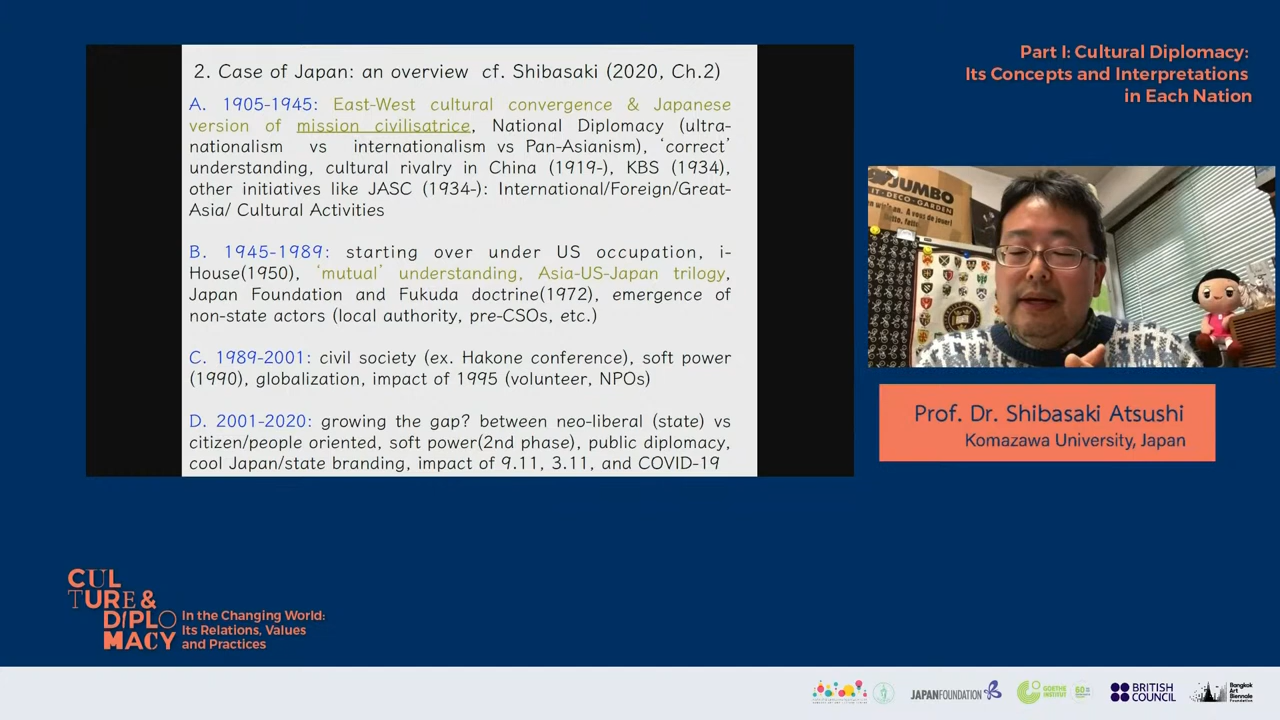 2. Case of Japan: an overview cf. Shibasaki (2020, Ch.2)
A. 1905-1945: East-West cultural convergence & Japanese
version of mission civilisatrice, National Diplomacy (ultra-
nationalism vs internationalism vs Pan-Asianism), ‘correct’
understanding, cultural rivalry in China (1919-), KBS (1934),
other initiatives like JASC (1934-): International/Foreign/Great-
Asia/ Cultural Activities
B. 1945-1989: starting over under US occupation, i-
House(1950), ‘mutual’ understanding, Asia-US-Japan trilogy,
Japan Foundation and Fukuda doctrine(1972), emergence of
non-state actors (local authority, pre-CSOs, etc.)
C. 1989-2001: civil society (ex. Hakone conference), soft power
(1990), globalization, impact of 1995 (volunteer, NPOs)
D. 2001-2020: growing the gap? between neo-liberal (state) vs
citizen/people oriented, soft power(2nd phase), public diplomacy,
cool Japan/state branding, impact of 9.11, 3.11, and COVID-19
Part I: Cultural Diplomacy:
Its Concepts and Interpretations
in Each Nation
JUMBO
IT-DECO-GARDEN
Prof. Dr. Shibasaki Atsushi
Komazawa University, Japan
CUL
TURE &
DIPLO
MACY
In the Changing World:
Its Relations, Values
and Practices
JAPANFOUNDATION
GOETHE
INSTITUT
60
BRITISH
COUNCIL
Bangkok
Art
Biennale
Foundation